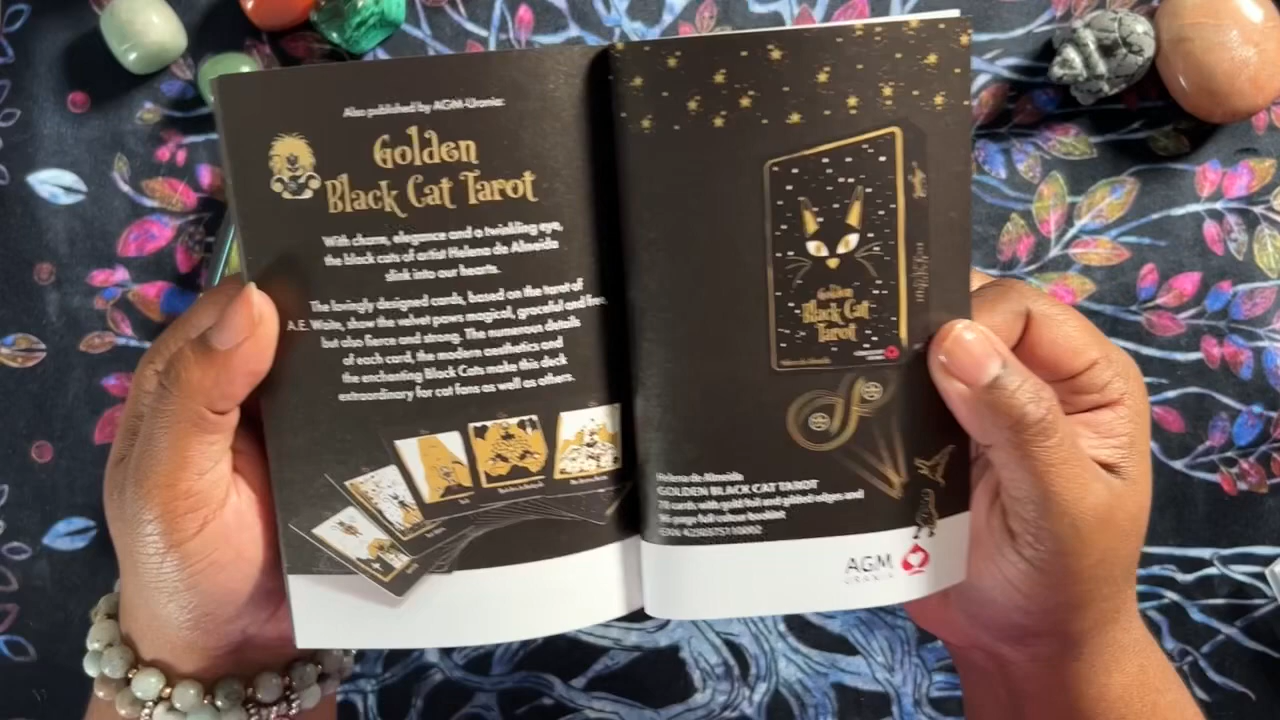 Also published by AGM-Urania:
Golden
Black Cat Tarot
With charm, elegance and a twinkling eye,
the black cats of artist Helena de Almeida
slink into our hearts.
The lovingly designed cards, based on the tarot of
A.E. Waite, show the velvet paws magical, graceful and fine,
but also fierce and strong. The numerous details
of each card, the modern aesthetics and
the enchanting Black Cats make this deck
extraordinary for cat fans as well as others.
Golden
Black Cat
Tarot
Helena de Almeida
GOLDEN BLACK CAT TAROT
78 cards with gold foil and gilded edges and
page full colour booklet
AGM
URANIA